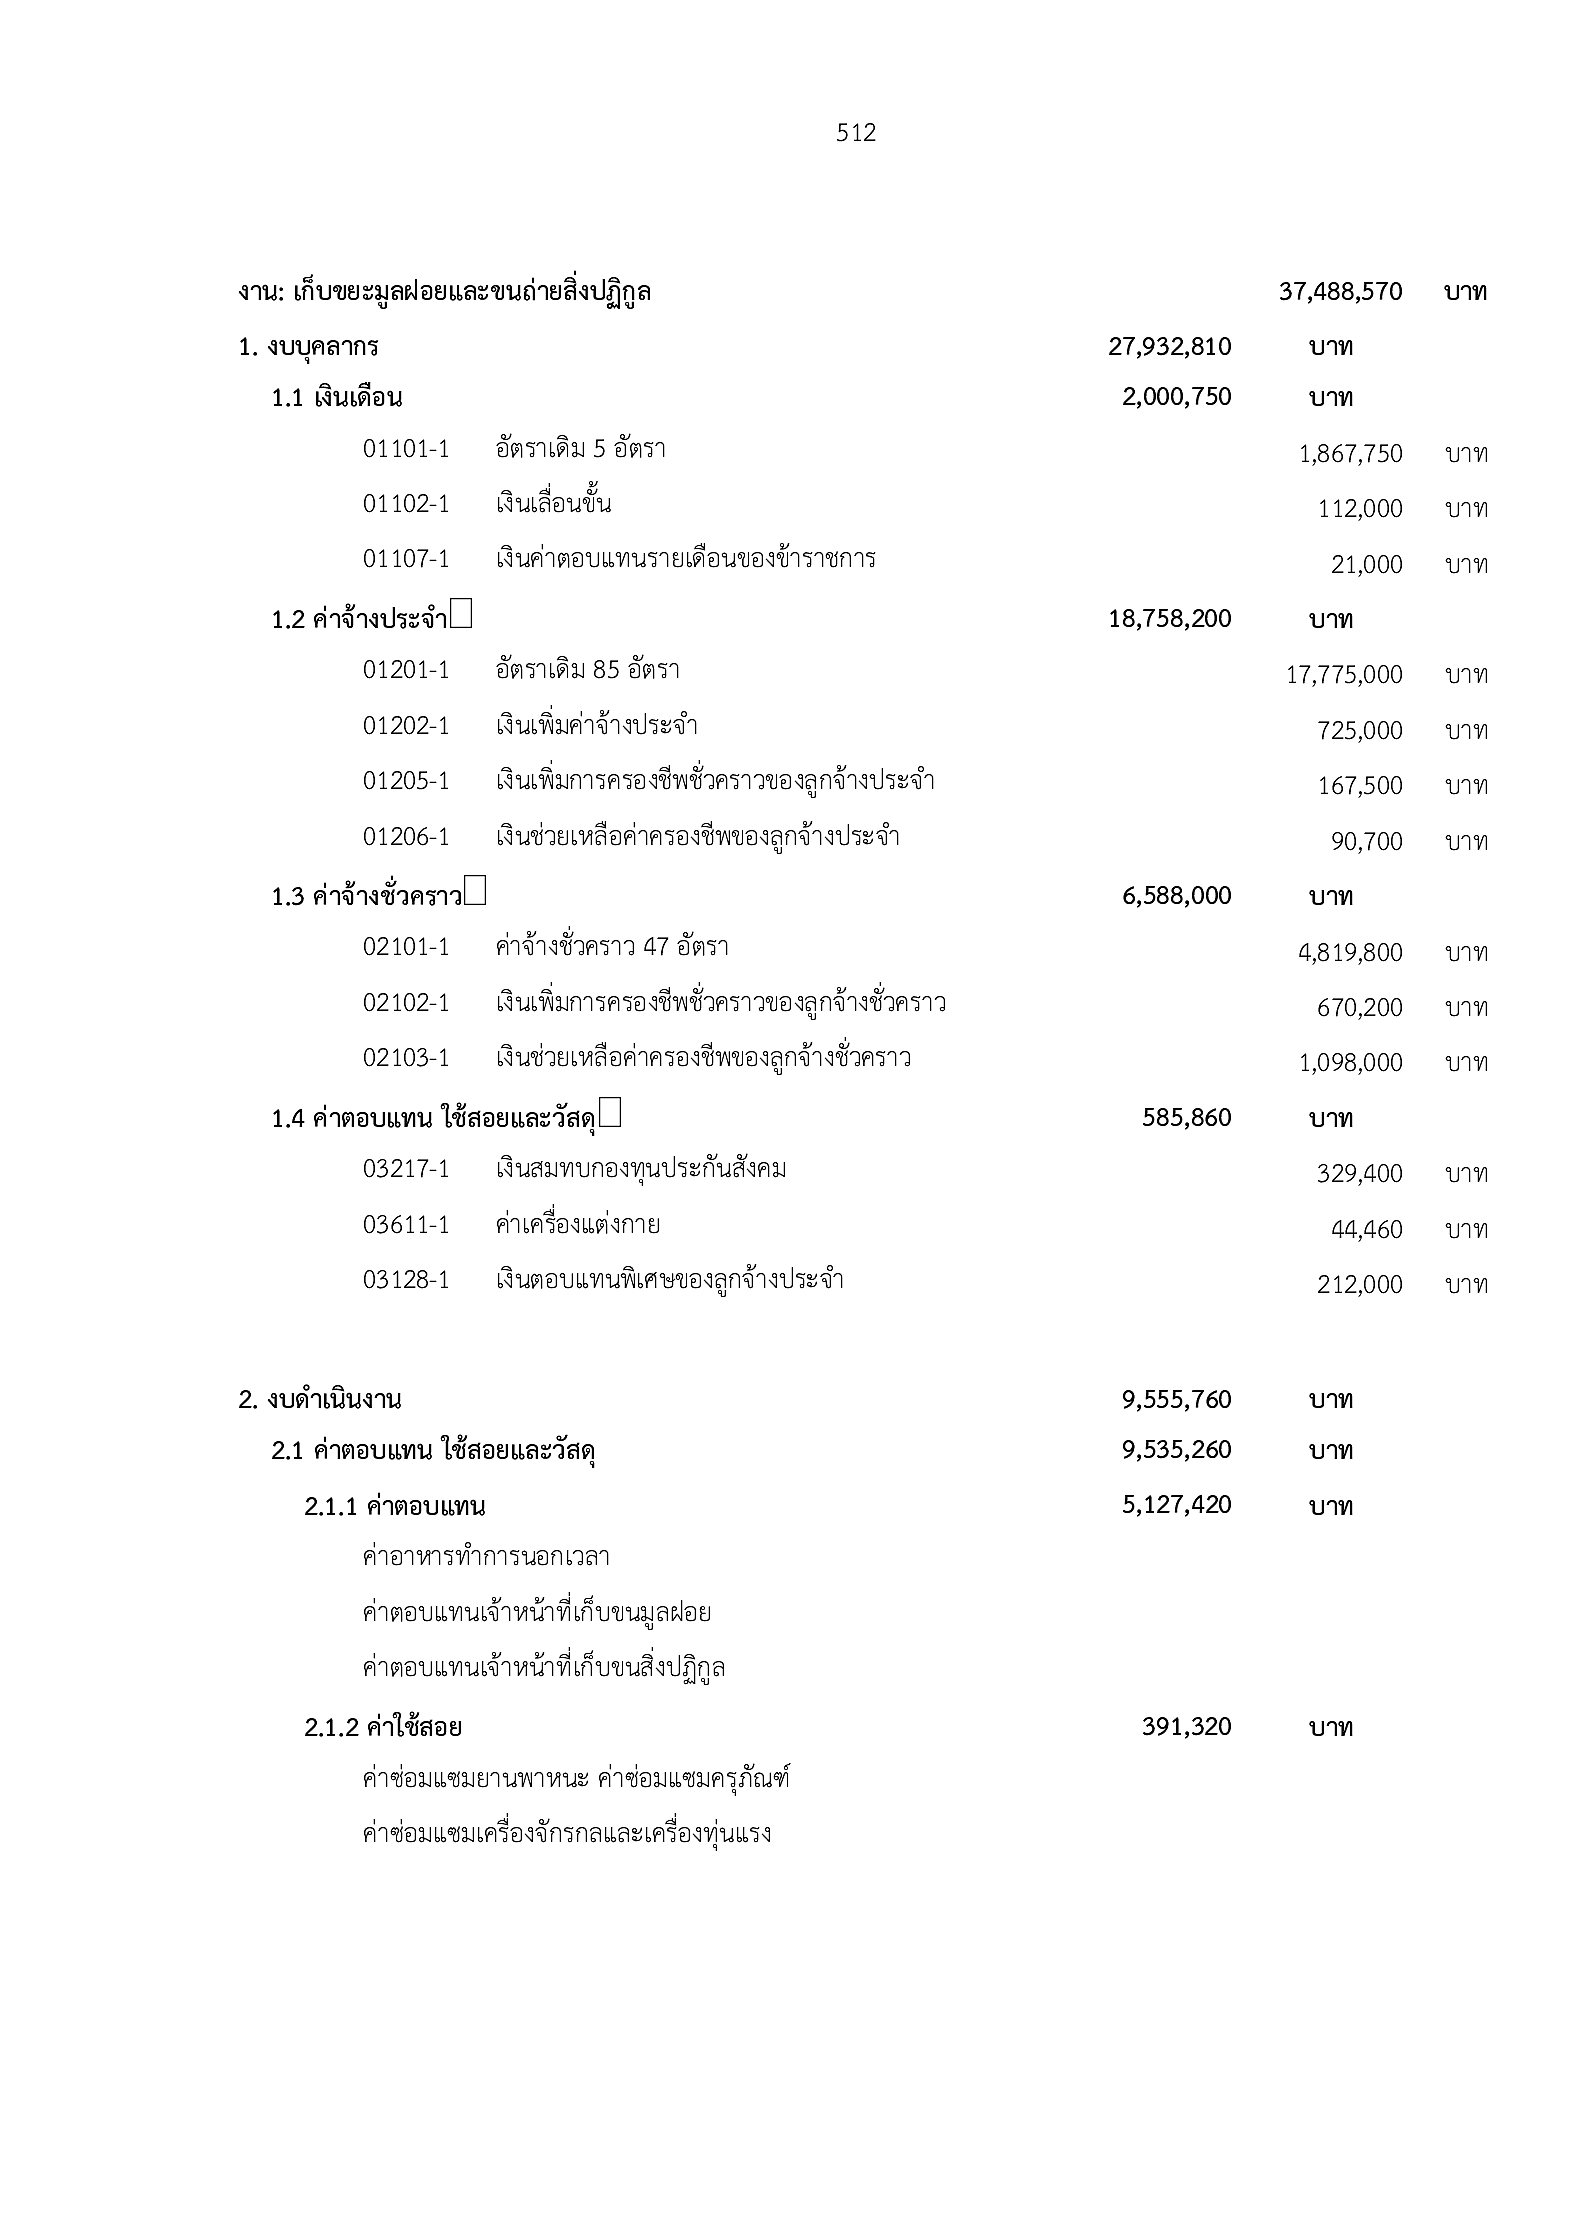 512
งาน: เก็บขยะมูลฝอยและขนถ่ายสิ่งปฏิกูล 37,488,570 บาท
1. งบบุคลากร 27,932,810 บาท
1.1 เงินเดือน 2,000,750 บาท
01101-1 อัตราเดิม 5 อัตรา 1,867,750 บาท
01102-1 เงินเลื่อนขั้น 112,000 บาท
01107-1 เงินค่าตอบแทนรายเดือนของข้าราชการ 21,000 บาท
1.2 ค่าจ้างประจำ 18,758,200 บาท
01201-1 อัตราเดิม 85 อัตรา 17,775,000 บาท
01202-1 เงินเพิ่มค่าจ้างประจำ 725,000 บาท
01205-1 เงินเพิ่มการครองชีพชั่วคราวของลูกจ้างประจำ 167,500 บาท
01206-1 เงินช่วยเหลือค่าครองชีพของลูกจ้างประจำ 90,700 บาท
1.3 ค่าจ้างชั่วคราว 6,588,000 บาท
02101-1 ค่าจ้างชั่วคราว 47 อัตรา 4,819,800 บาท
02102-1 เงินเพิ่มการครองชีพชั่วคราวของลูกจ้างชั่วคราว 670,200 บาท
02103-1 เงินช่วยเหลือค่าครองชีพของลูกจ้างชั่วคราว 1,098,000 บาท
1.4 ค่าตอบแทน ใช้สอยและวัสดุ 585,860 บาท
03217-1 เงินสมทบกองทุนประกันสังคม 329,400 บาท
03611-1 ค่าเครื่องแต่งกาย 44,460 บาท
03128-1 เงินตอบแทนพิเศษของลูกจ้างประจำ 212,000 บาท
2. งบดำเนินงาน 9,555,760 บาท
2.1 ค่าตอบแทน ใช้สอยและวัสดุ 9,535,260 บาท
2.1.1 ค่าตอบแทน 5,127,420 บาท
ค่าอาหารทำการนอกเวลา
ค่าตอบแทนเจ้าหน้าที่เก็บขนมูลฝอย
ค่าตอบแทนเจ้าหน้าที่เก็บขนสิ่งปฏิกูล
2.1.2 ค่าใช้สอย 391,320 บาท
ค่าซ่อมแซมยานพาหนะ ค่าซ่อมแซมครุภัณฑ์
ค่าซ่อมแซมเครื่องจักรกลและเครื่องทุ่นแรง